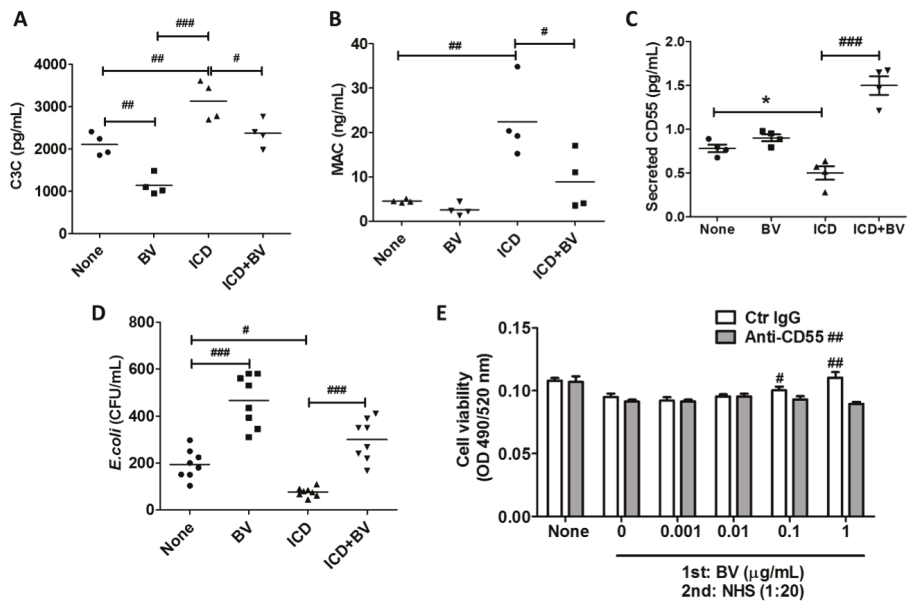 A
C3C (pg/mL)
4000
3000
2000
1000
0
##
##
###
#
None
BV
ICD
ICD+BV
B
MAC (ng/mL)
40
30
20
10
0
##
#
None
BV
ICD
ICD+BV
C
Secreted CD55 (pg/mL)
2.0
1.5
1.0
0.5
0.0
*
###
None
BV
ICD
ICD+BV
D
E.coli (CFU/mL)
800
600
400
200
0
#
###
###
None
BV
ICD
ICD+BV
E
Ctr IgG
Anti-CD55 ##
# ##
Cell viability
(OD 490/520 nm)
0.15
0.10
0.05
0.00
None 0 0.001 0.01 0.1 1
1st: BV (μg/mL)
2nd: NHS (1:20)